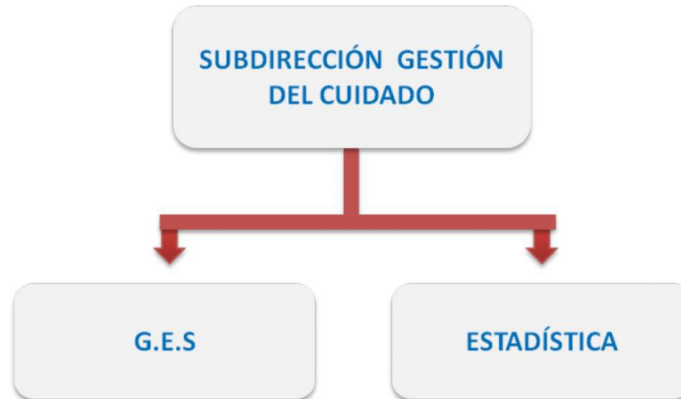 SUBDIRECCIÓN GESTIÓN
DEL CUIDADO
G.E.S
ESTADÍSTICA